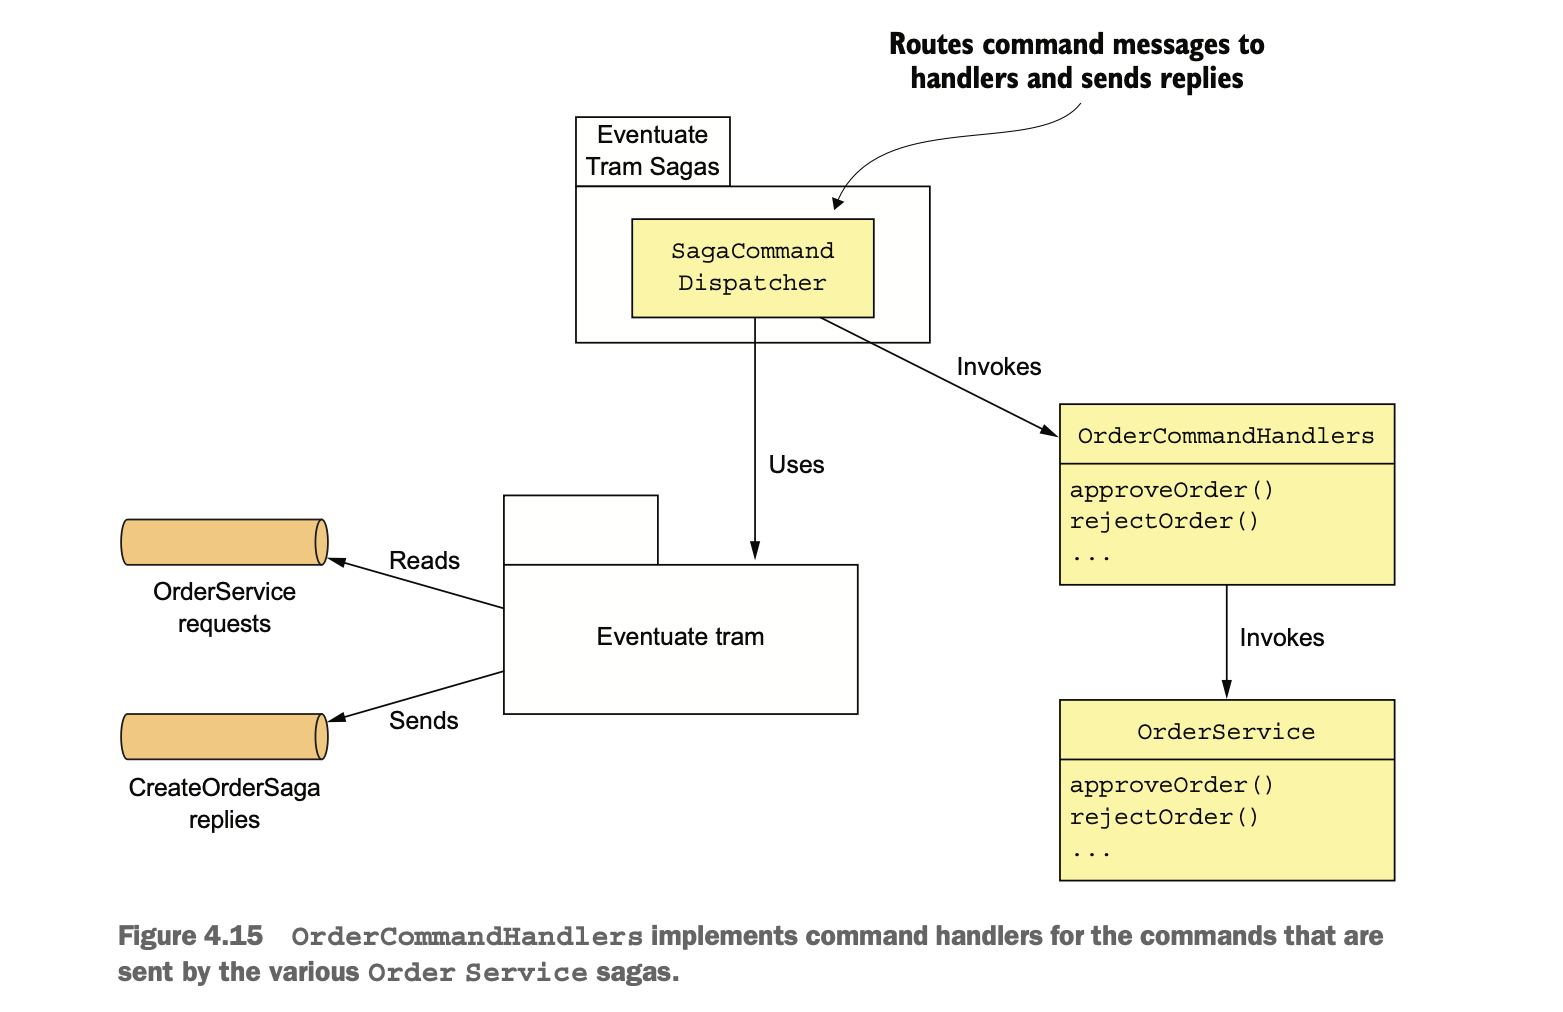 Routes command messages to
handlers and sends replies
Eventuate
Tram Sagas
SagaCommand
Dispatcher
Invokes
OrderCommandHandlers
approveOrder()
rejectOrder()
...
Uses
Reads
OrderService
requests
Eventuate tram
Invokes
Sends
CreateOrderSaga
replies
OrderService
approveOrder()
rejectOrder()
...
Figure 4.15 OrderCommandHandlers implements command handlers for the commands that are
sent by the various Order Service sagas.